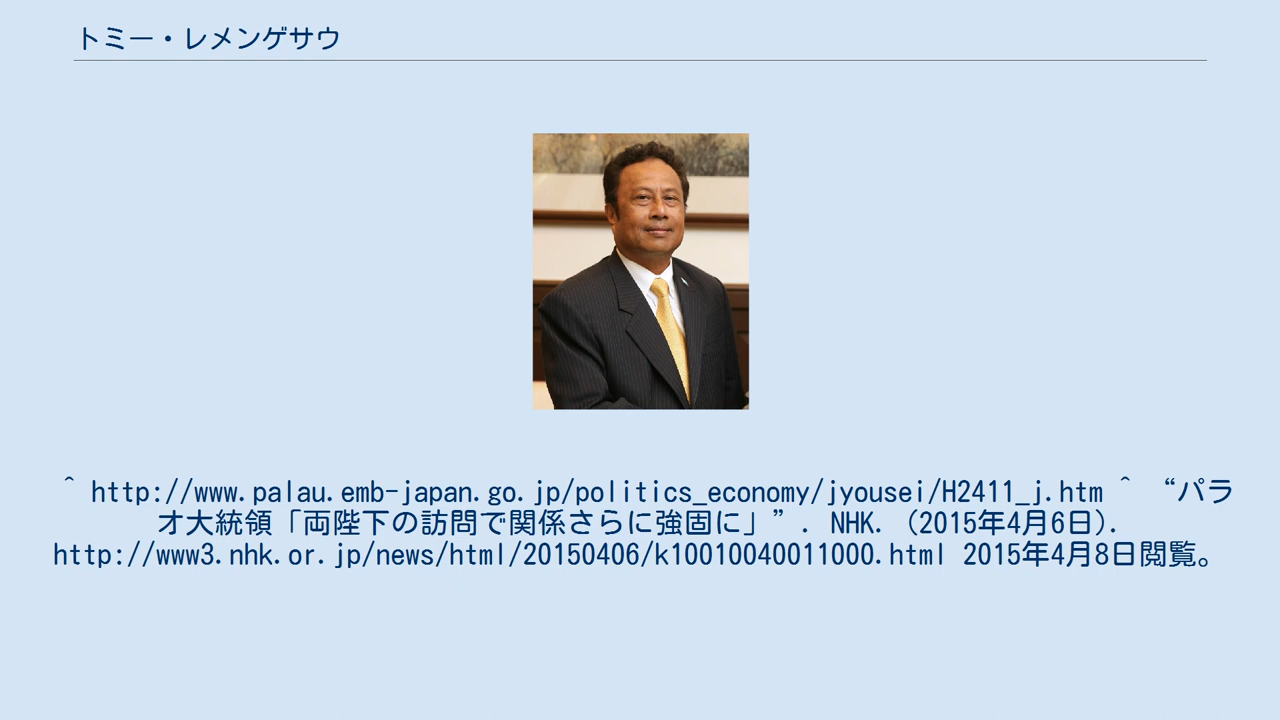 トミー・レメンゲサウ
^ http://www.palau.emb-japan.go.jp/politics_economy/jyousei/H2411_j.htm ^ “パラ
オ大統領「両陛下の訪問で関係さらに強固に」”. NHK. (2015年4月6日).
http://www3.nhk.or.jp/news/html/20150406/k10010040011000.html 2015年4月8日閲覧。